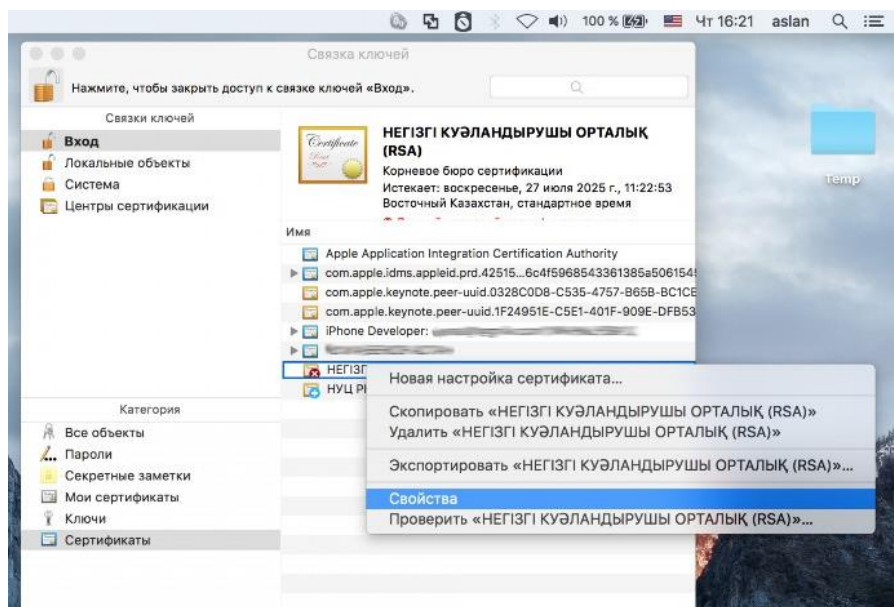 100 %
Чт 16:21
aslan
Связка ключей
Нажмите, чтобы закрыть доступ к связке ключей «Вход».
Связки ключей
Вход
Локальные объекты
Система
Центры сертификации
Certificate
НЕГІЗГІ КУӘЛАНДЫРУШЫ ОРТАЛЫҚ
(RSA)
Корневое бюро сертификации
Истекает: воскресенье, 27 июля 2025 г., 11:22:53
Восточный Казахстан, стандартное время
Temp
Имя
Apple Application Integration Certification Authority
com.apple.idms.appleid.prd.42515...6c4f5968543361385a506154
com.apple.keynote.peer-uuid.0328C0D8-C535-4757-B65B-BC1CE
com.apple.keynote.peer-uuid.1F24951E-C5E1-401F-909E-DFB53
iPhone Developer:
НЕГІЗГ
НУЦ
Новая настройка сертификата...
Скопировать «НЕГІЗГІ КУӘЛАНДЫРУШЫ ОРТАЛЫҚ (RSA)»
Удалить «НЕГІЗГІ КУӘЛАНДЫРУШЫ ОРТАЛЫҚ (RSA)»
Экспортировать «НЕГІЗГІ КУӘЛАНДЫРУШЫ ОРТАЛЫҚ (RSA)»...
Свойства
Проверить «НЕГІЗГІ КУӘЛАНДЫРУШЫ ОРТАЛЫҚ (RSA)»...
Категория
Все объекты
Пароли
Секретные заметки
Мои сертификаты
Ключи
Сертификаты